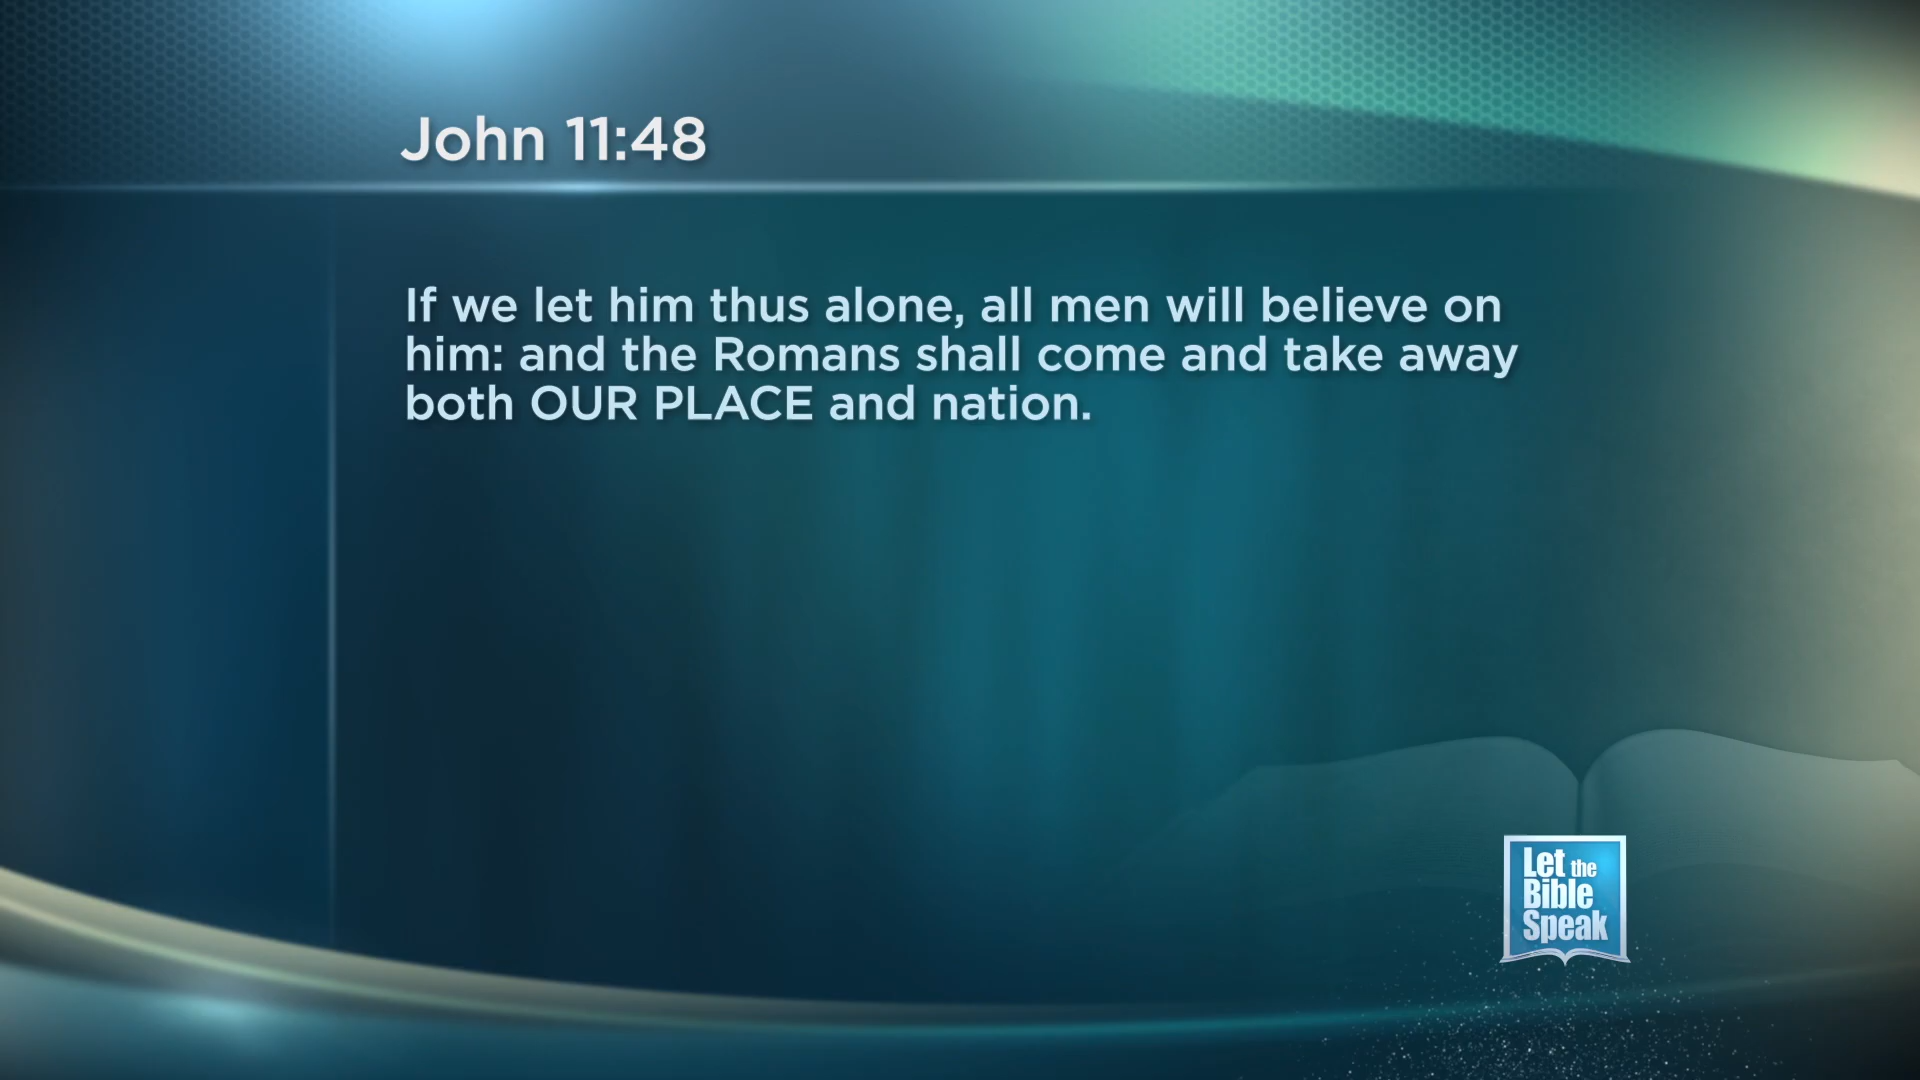 John 11:48
If we let him thus alone, all men will believe on
him: and the Romans shall come and take away
both OUR PLACE and nation.
Let the
Bible
Speak